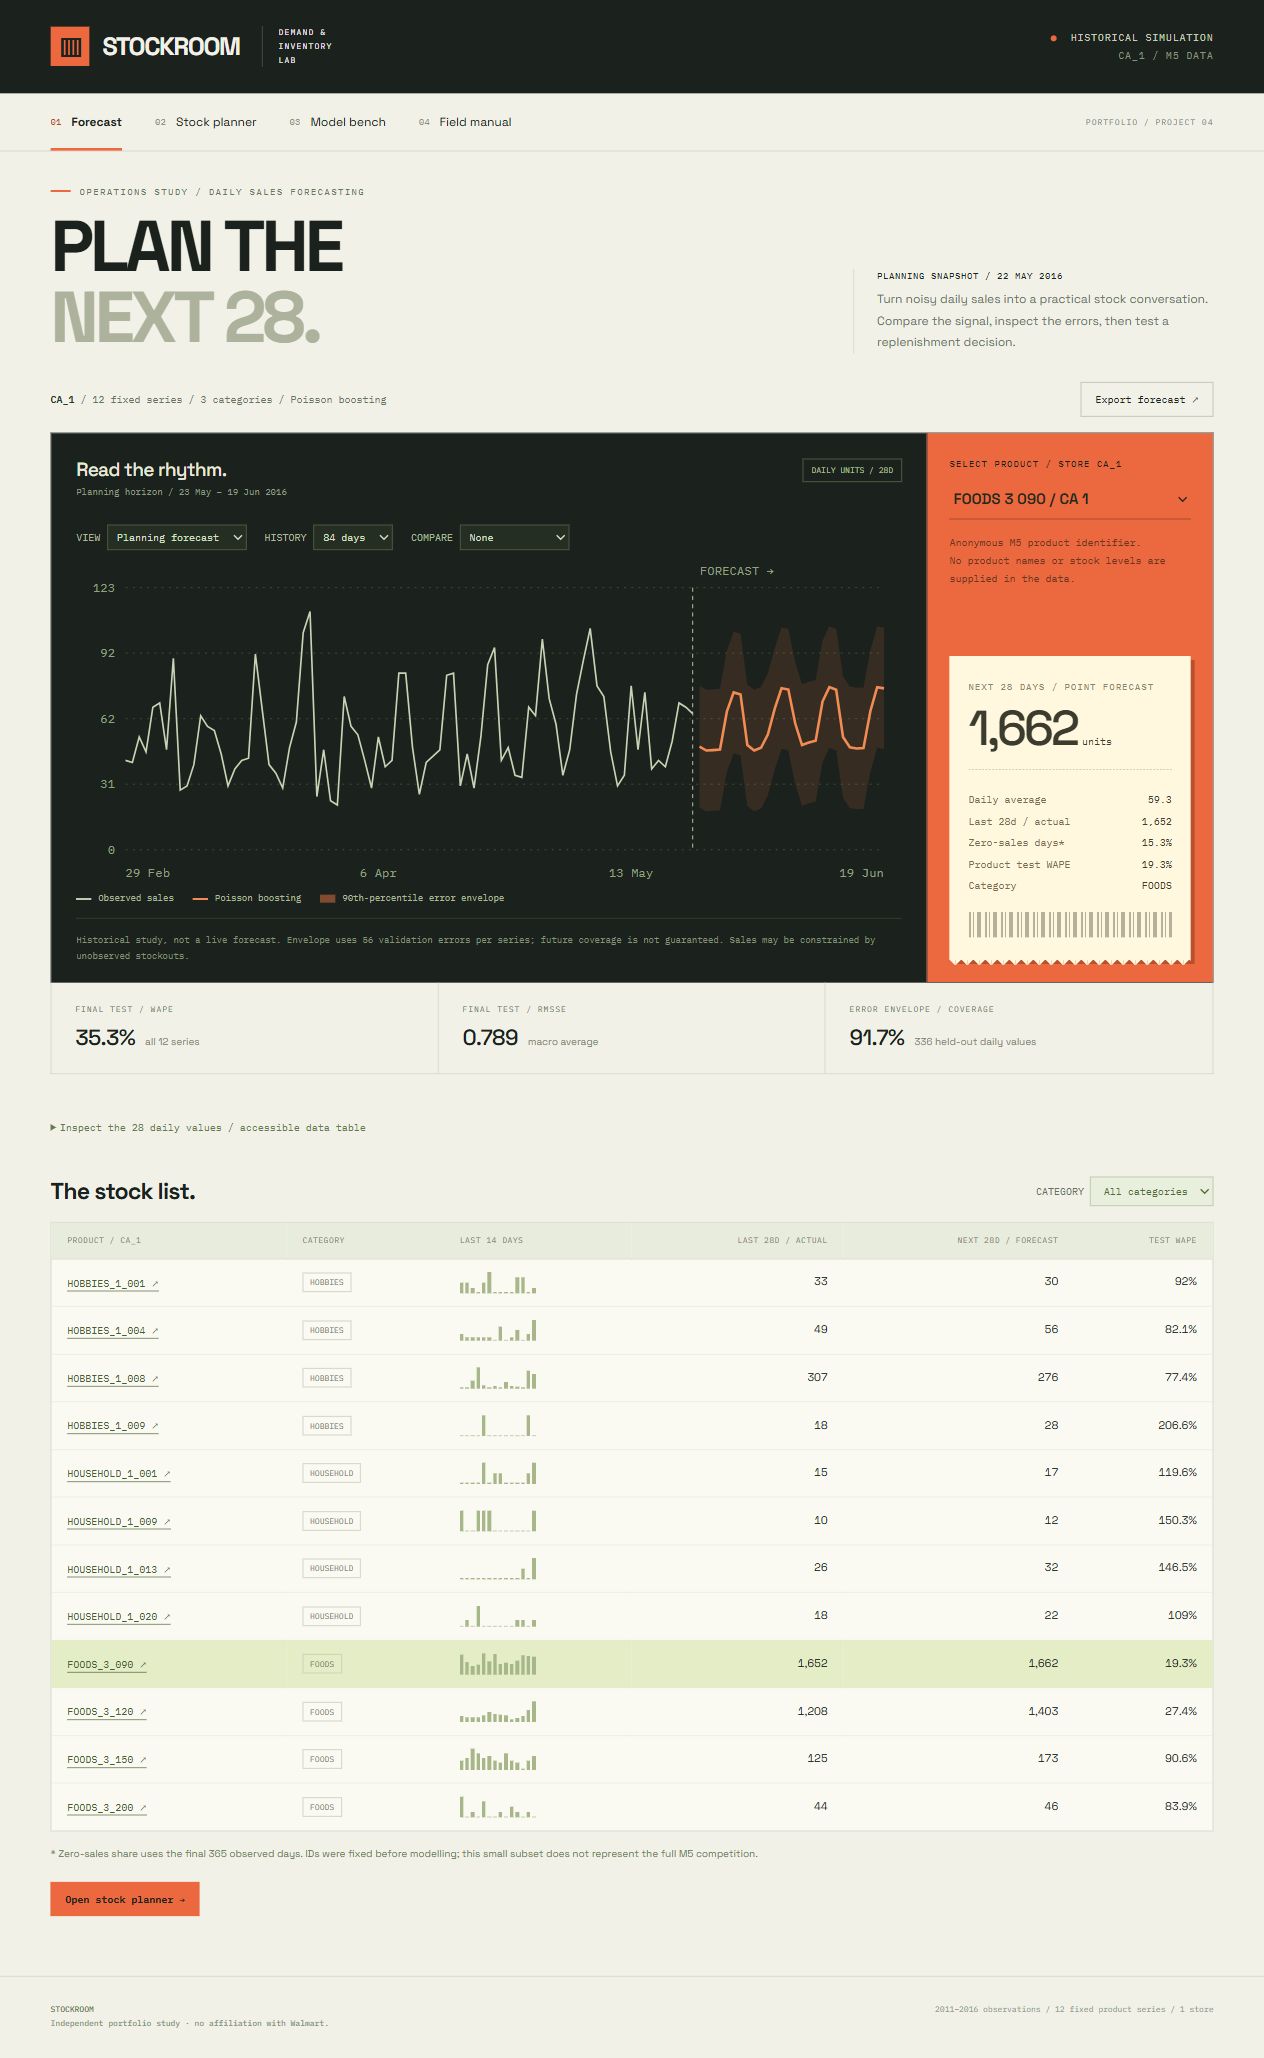 STOCKROOM
DEMAND &
INVENTORY
LAB
HISTORICAL SIMULATION
CA_1 / M5 DATA
01 Forecast
02 Stock planner
03 Model bench
04 Field manual
PORTFOLIO / PROJECT 04
OPERATIONS STUDY / DAILY SALES FORECASTING
PLAN THE
NEXT 28.
PLANNING SNAPSHOT / 22 MAY 2016
Turn noisy daily sales into a practical stock conversation.
Compare the signal, inspect the errors, then test a
replenishment decision.
CA_1 / 12 fixed series / 3 categories / Poisson boosting
Export forecast ↗
Read the rhythm.
Planning horizon / 23 May – 19 Jun 2016
DAILY UNITS / 28D
VIEW Planning forecast
HISTORY 84 days
COMPARE None
FORECAST →
123
92
62
31
0
29 Feb
6 Apr
13 May
19 Jun
Observed sales
Poisson boosting
90th-percentile error envelope
Historical study, not a live forecast. Envelope uses 56 validation errors per series; future coverage is not guaranteed. Sales may be constrained by
unobserved stockouts.
SELECT PRODUCT / STORE CA_1
FOODS 3 090 / CA 1
Anonymous M5 product identifier.
No product names or stock levels are
supplied in the data.
NEXT 28 DAYS / POINT FORECAST
1,662 units
Daily average 59.3
Last 28d / actual 1,652
Zero-sales days* 15.3%
Product test WAPE 19.3%
Category FOODS
FINAL TEST / WAPE
35.3% all 12 series
FINAL TEST / RMSSE
0.789 macro average
ERROR ENVELOPE / COVERAGE
91.7% 336 held-out daily values
▶ Inspect the 28 daily values / accessible data table
The stock list.
CATEGORY All categories
PRODUCT / CA_1 CATEGORY LAST 14 DAYS LAST 28D / ACTUAL NEXT 28D / FORECAST TEST WAPE
HOBBIES_1_001 ↗ HOBBIES 33 30 92%
HOBBIES_1_004 ↗ HOBBIES 49 56 82.1%
HOBBIES_1_008 ↗ HOBBIES 307 276 77.4%
HOBBIES_1_009 ↗ HOBBIES 18 28 206.6%
HOUSEHOLD_1_001 ↗ HOUSEHOLD 15 17 119.6%
HOUSEHOLD_1_009 ↗ HOUSEHOLD 10 12 150.3%
HOUSEHOLD_1_013 ↗ HOUSEHOLD 26 32 146.5%
HOUSEHOLD_1_020 ↗ HOUSEHOLD 18 22 109%
FOODS_3_090 ↗ FOODS 1,652 1,662 19.3%
FOODS_3_120 ↗ FOODS 1,208 1,403 27.4%
FOODS_3_150 ↗ FOODS 125 173 90.6%
FOODS_3_200 ↗ FOODS 44 46 83.9%
* Zero-sales share uses the final 365 observed days. IDs were fixed before modelling; this small subset does not represent the full M5 competition.
Open stock planner →
STOCKROOM
Independent portfolio study · no affiliation with Walmart.
2011–2016 observations / 12 fixed product series / 1 store